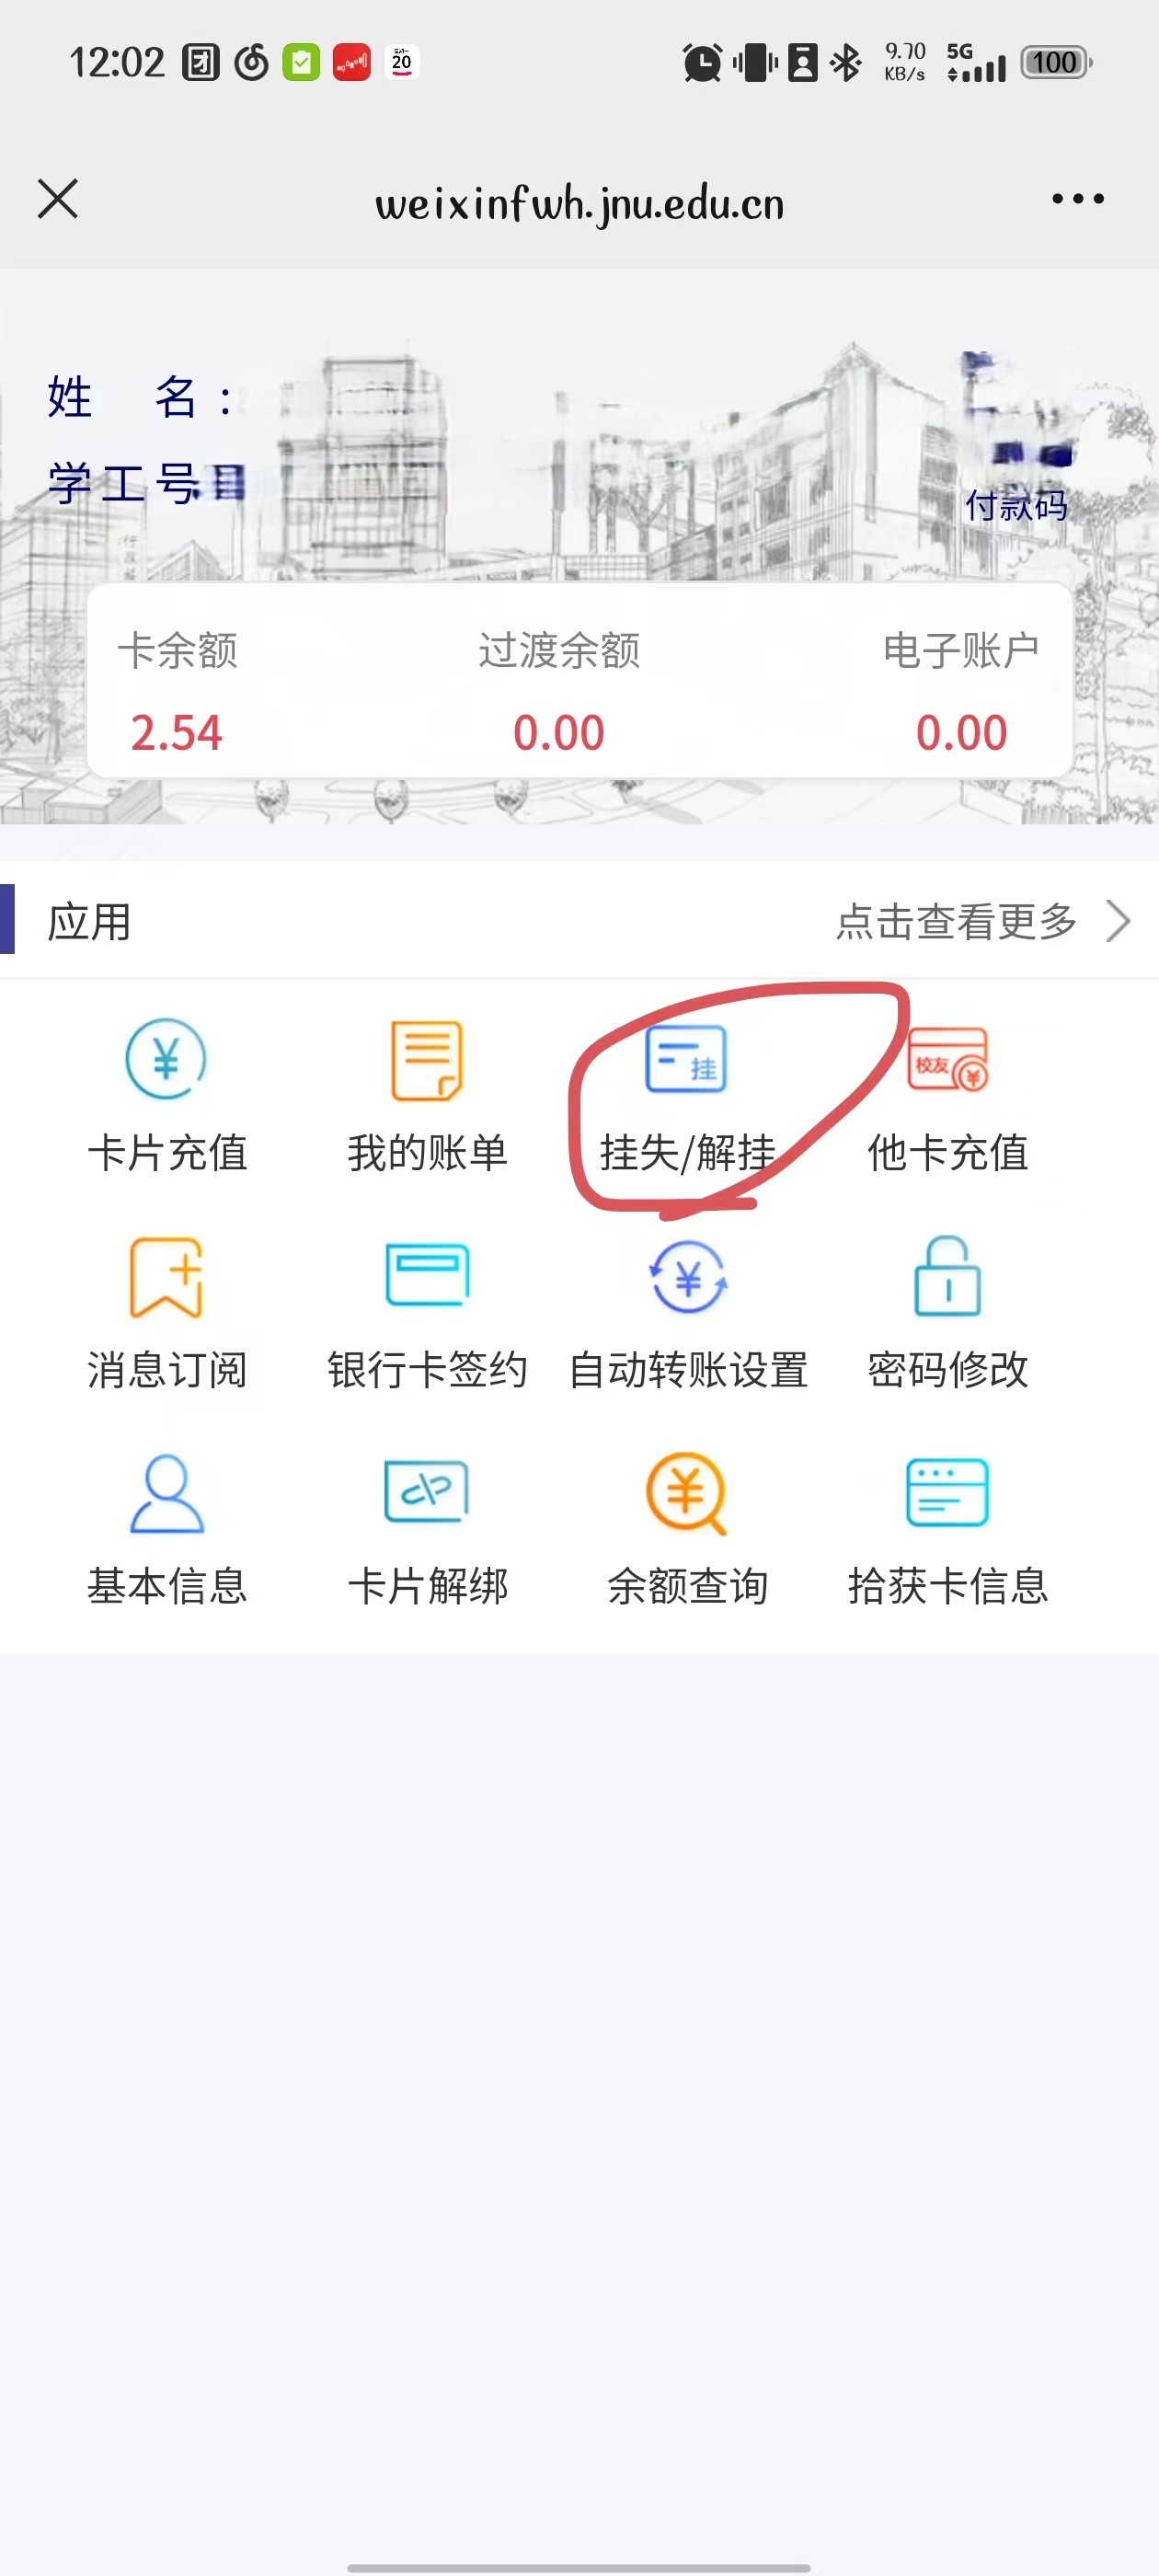 12:02 20 9.70 KB/s 5G 100
weixinfwh.jnu.edu.cn
姓 名：
学工号
付款码
卡余额 过渡余额 电子账户
2.54 0.00 0.00
应用 点击查看更多
挂 校友
卡片充值 我的账单 挂失/解挂 他卡充值
消息订阅 银行卡签约 自动转账设置 密码修改
基本信息 卡片解绑 余额查询 拾获卡信息